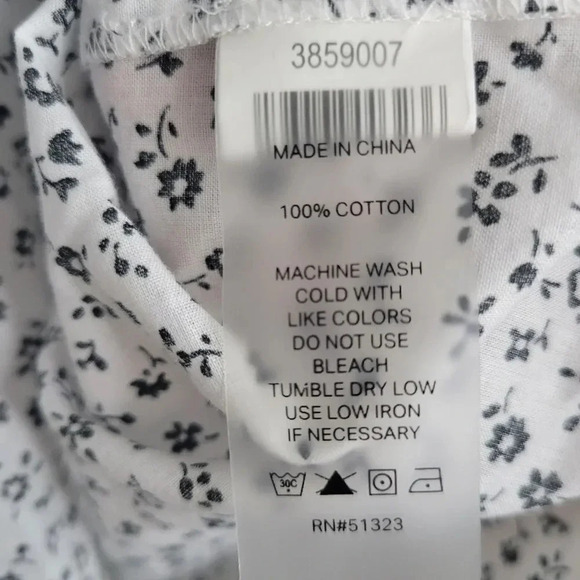 3859007
MADE IN CHINA
100% COTTON
MACHINE WASH
COLD WITH
LIKE COLORS
DO NOT USE
BLEACH
TUMBLE DRY LOW
USE LOW IRON
IF NECESSARY
30C
RN#51323